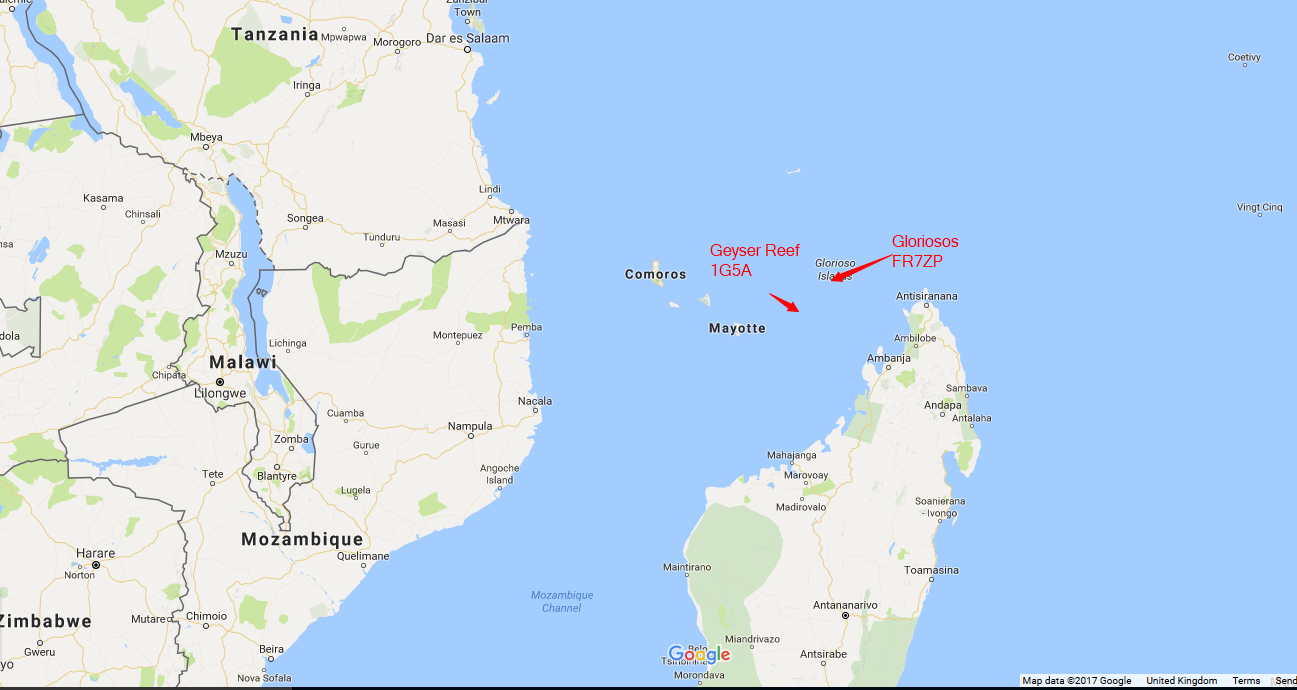 Zanzibar
Town
Tanzania
Mpwapwa
Morogoro
Dar es Salaam
Coetivy
Iringa
Mbeya
Lindi
Kasama
Chinsali
Songea
Masasi
Mtwara
Vingt Cinq
Tunduru
Mzuzu
Geyser Reef
1G5A
Gloriosos
FR7ZP
Glorioso
Islands
Comoros
Antisiranana
Mayotte
Pemba
Montepuez
Ambilobe
Lichinga
Malawi
Ambanja
Chipata
Lilongwe
Sambava
Nacala
Andapa
Antalaha
Cuamba
Nampula
Zomba
Gurue
Mahajanga
Blantyre
Tete
Angoche
Island
Marovoay
Lugela
Madirovalo
Soanierana
- Ivongo
Mozambique
Harare
Quelimane
Norton
Maintirano
Toamasina
Mozambique
Channel
Antananarivo
Zimbabwe
Mutare
Chimoio
Gweru
Miandrivazo
Beira
Google
Antsirabe
Morondava
Nova Sofala
Map data ©2017 Google
United Kingdom
Terms
Send